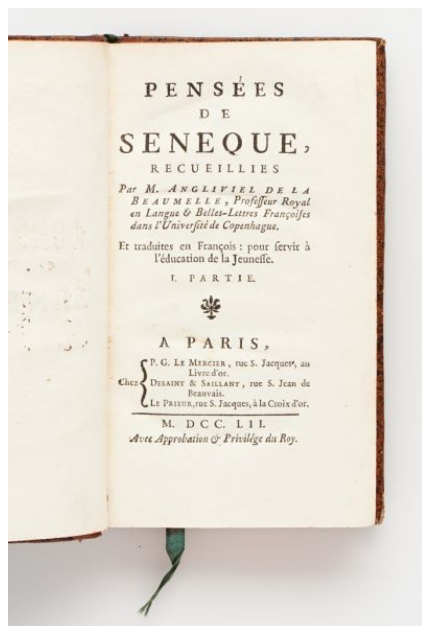 PENSÉES
DE
SENEQUE,
RECUEILLIES
Par M. ANGLIVIEL DE LA
BEAUMELLE, Professeur Royal
en Langue & Belles-Lettres Françoises
dans l'Université de Copenhague.
Et traduites en François : pour servir à
l'éducation de la Jeunesse.
I. PARTIE.
A PARIS,
Chez
P. G. LE MERCIER, rue S. Jacques, au
Livre d'or.
DESAINT & SAILLANT, rue S. Jean de
Beauvais.
LE PRIEUR, rue S. Jacques, à la Croix d'or.
M. DCC. LII.
Avec Approbation & Privilége du Roy.